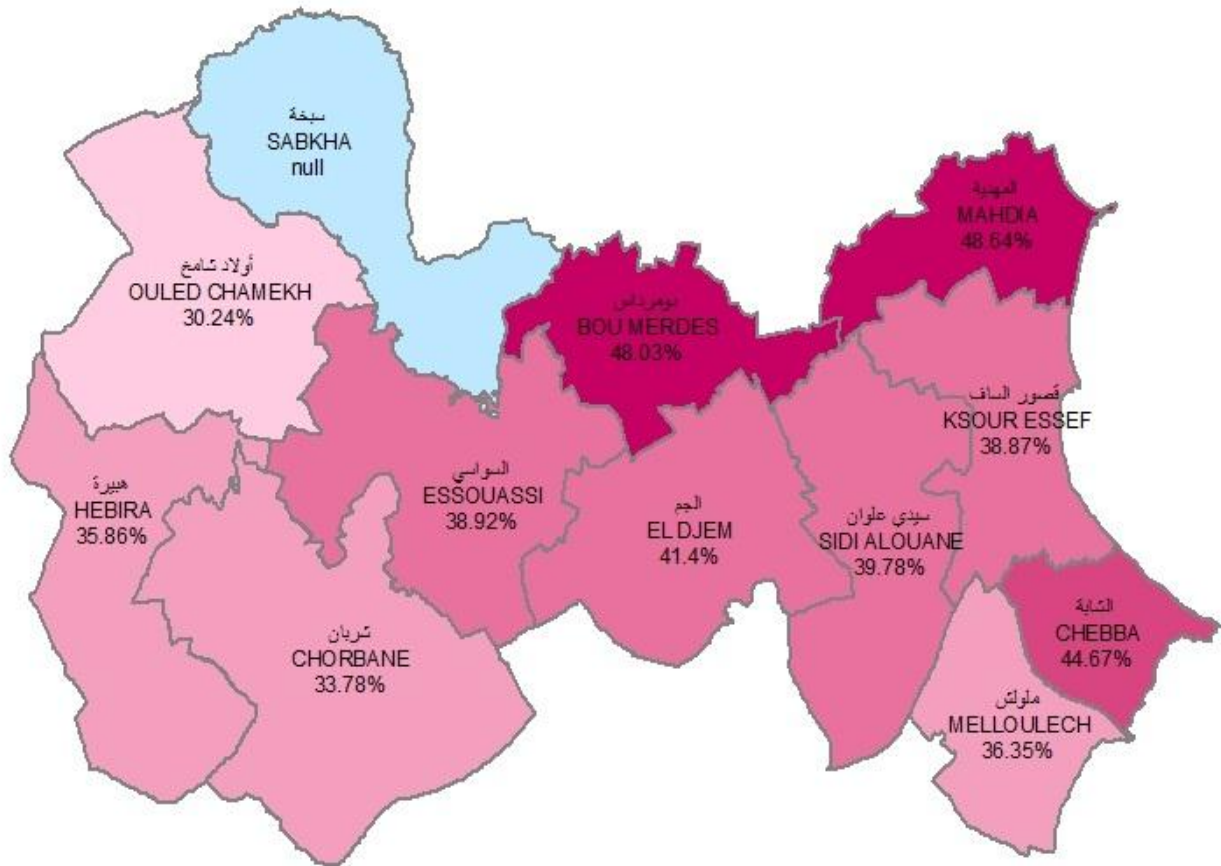 سبخة
SABKHA
null
المهدية
MAHDIA
48.64%
أولاد شامخ
OULED CHAMEKH
30.24%
بومرداس
BOU MERDES
48.03%
قصور الساف
KSOUR ESSEF
38.87%
هبيرة
HEBIRA
35.86%
السواسي
ESSOUASSI
38.92%
الجم
EL DJEM
41.4%
سيدي علوان
SIDI ALOUANE
39.78%
الشابة
CHEBBA
44.67%
شربان
CHORBANE
33.78%
ملولش
MELLOULECH
36.35%